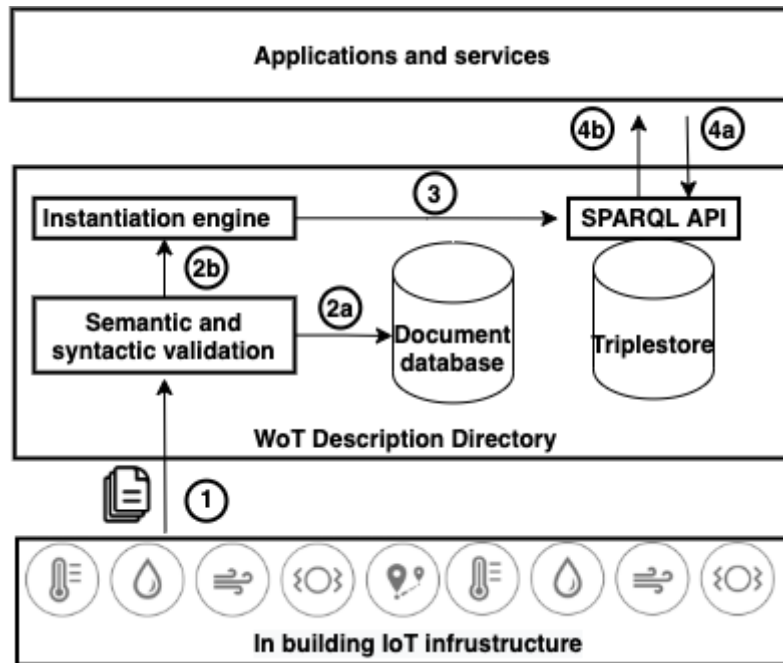 Applications and services
4b
4a
Instantiation engine
3
SPARQL API
2b
2a
Semantic and
syntactic validation
Document
database
Triplestore
WoT Description Directory
1
In building IoT infrustructure